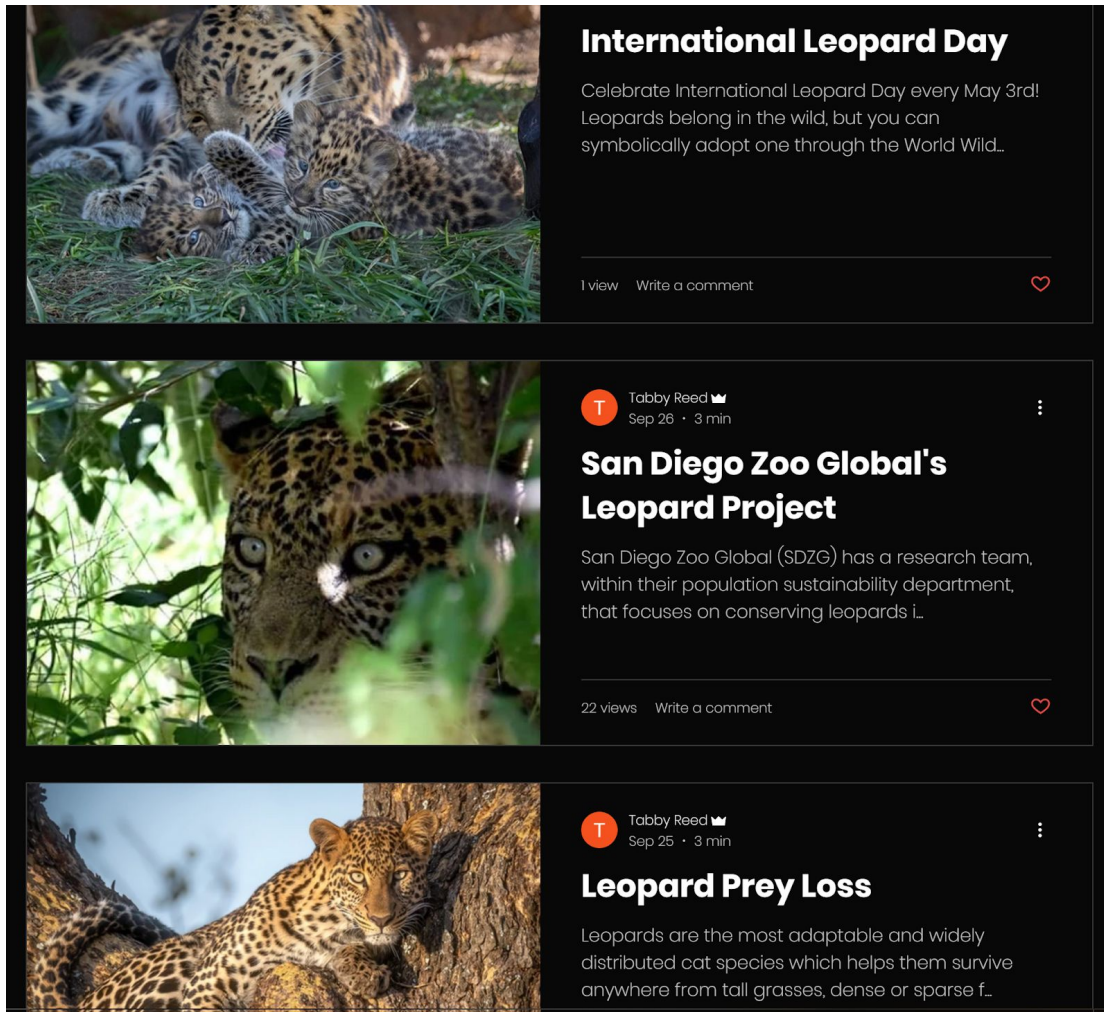 International Leopard Day
Celebrate International Leopard Day every May 3rd!
Leopards belong in the wild, but you can
symbolically adopt one through the World Wild...
1 view Write a comment
T
Tabby Reed
Sep 26 · 3 min
San Diego Zoo Global's
Leopard Project
San Diego Zoo Global (SDZG) has a research team,
within their population sustainability department,
that focuses on conserving leopards i...
22 views Write a comment
T
Tabby Reed
Sep 25 · 3 min
Leopard Prey Loss
Leopards are the most adaptable and widely
distributed cat species which helps them survive
anywhere from tall grasses, dense or sparse f...